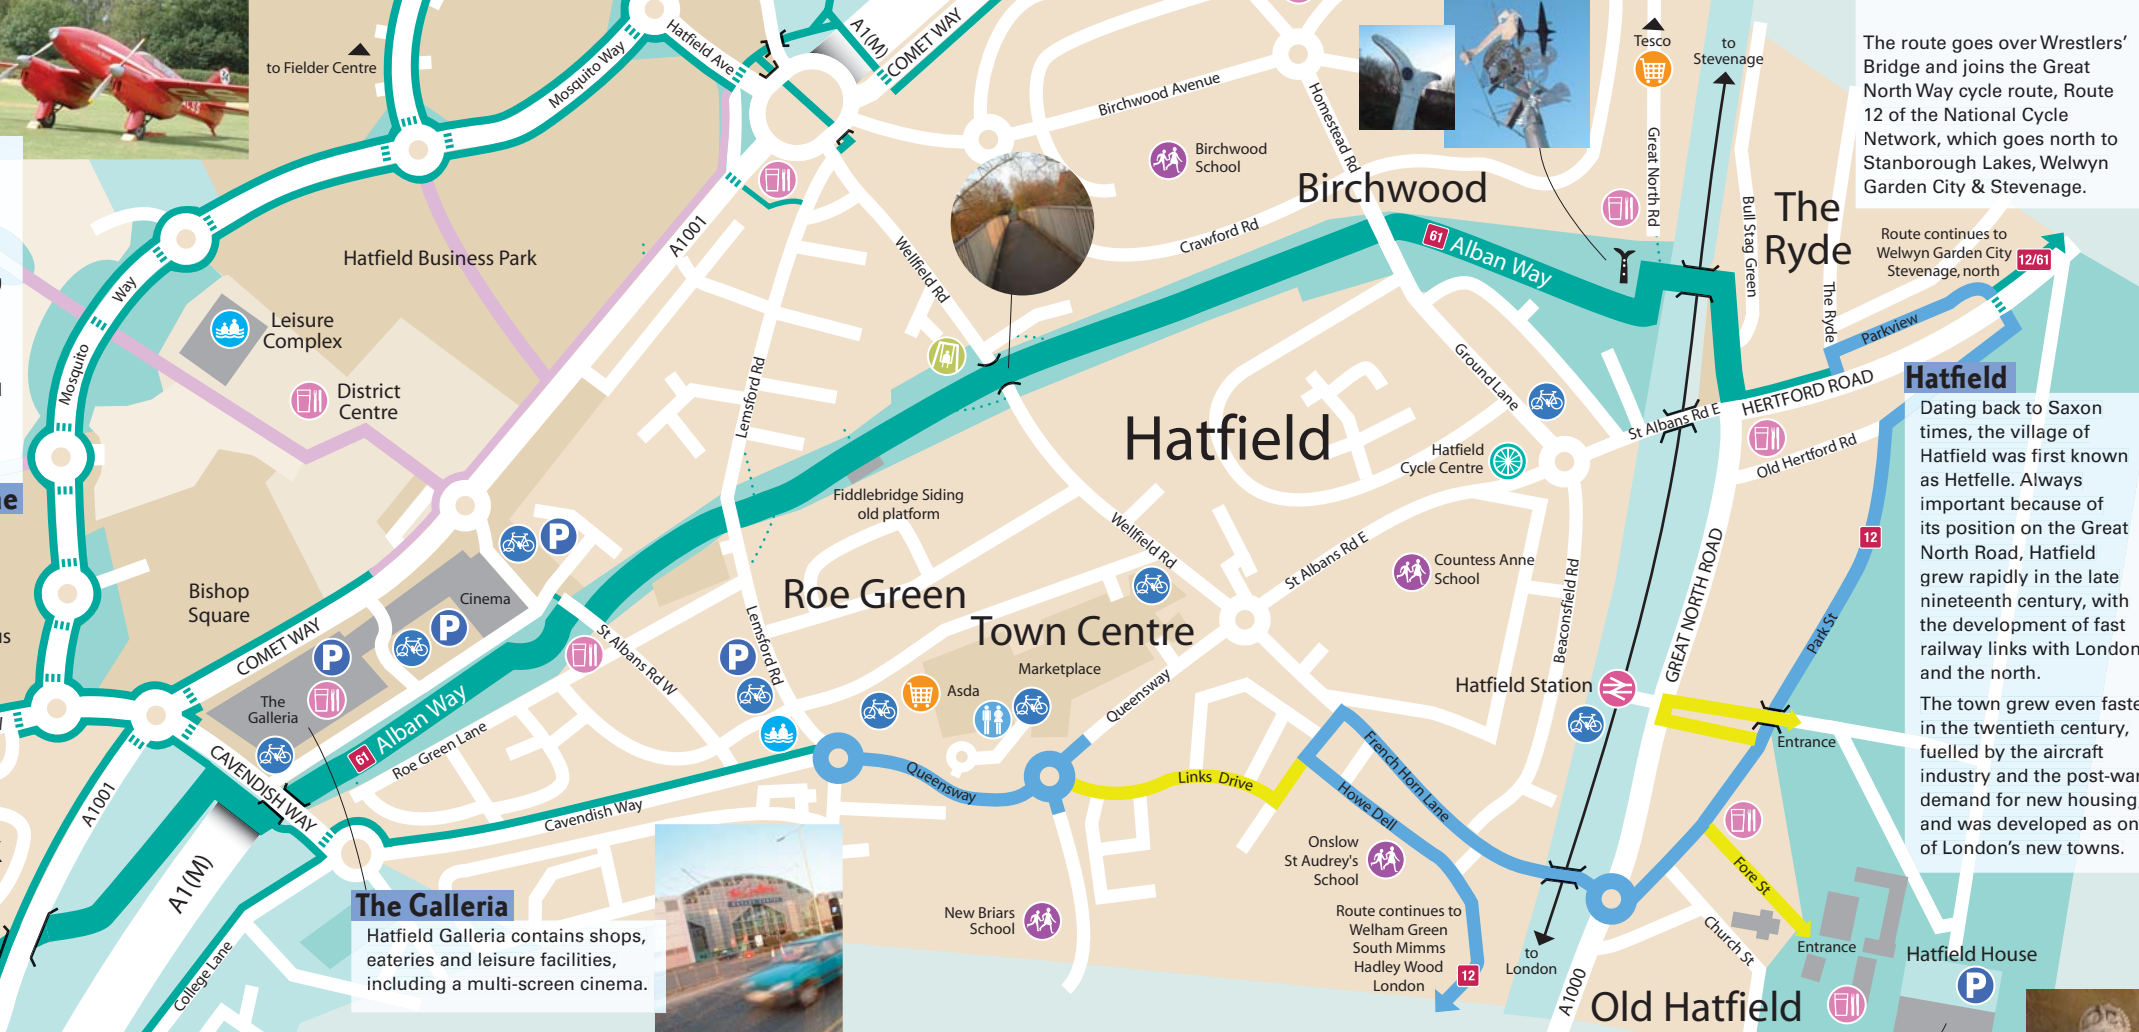 to Fielder Centre
Mosquito Way
Hatfield Ave
A1(M)
COMET WAY
Birchwood Avenue
Homestead Rd
Birchwood
School
Birchwood
Crawford Rd
61
Alban Way
Tesco
to
Stevenage
Great North Rd
Bull Stag Green
The
Ryde
The Ryde
The route goes over Wrestlers'
Bridge and joins the Great
North Way cycle route, Route
12 of the National Cycle
Network, which goes north to
Stanborough Lakes, Welwyn
Garden City & Stevenage.
Route continues to
Welwyn Garden City
Stevenage, north
12/61
Parkview
HERTFORD ROAD
Old Hertford Rd
St Albans Rd E
Hatfield Business Park
A1001
Wellfield Rd
Way
Mosquito
Leisure
Complex
District
Centre
Lemsford Rd
Ground Lane
Hatfield
Hatfield
Cycle Centre
Fiddlebridge Siding
old platform
Wellfield Rd
St Albans Rd E
Countess Anne
School
Beaconsfield Rd
GREAT NORTH ROAD
12
Park St
Hatfield
Dating back to Saxon
times, the village of
Hatfield was first known
as Hetfelle. Always
important because of
its position on the Great
North Road, Hatfield
grew rapidly in the late
nineteenth century, with
the development of fast
railway links with London
and the north.
The town grew even faste
in the twentieth century,
fuelled by the aircraft
industry and the post-war
demand for new housing,
and was developed as on
of London's new towns.
Bishop
Square
COMET WAY
Cinema
P
P
P
The
Galleria
61
Alban Way
Roe Green Lane
St Albans Rd W
Roe Green
Lemsford Rd
P
Town Centre
Marketplace
Asda
Queensway
Queensway
Links Drive
Hatfield Station
French Horn Lane
Howe Dell
Entrance
CAVENDISH WAY
Cavendish Way
A1001
A1(M)
College Lane
The Galleria
Hatfield Galleria contains shops,
eateries and leisure facilities,
including a multi-screen cinema.
New Briars
School
Onslow
St Audrey's
School
Route continues to
Welham Green
South Mimms
Hadley Wood
London
12
to
London
A1000
Fore St
Church St
Entrance
Old Hatfield
Hatfield House
P